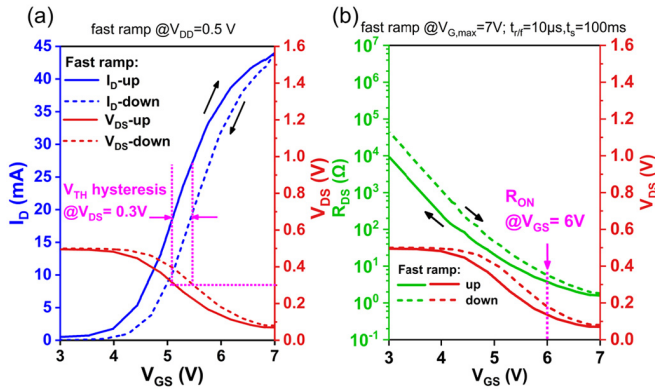 (a)
fast ramp @V_DD=0.5 V
45
40
35
30
25
20
15
10
5
0
I_D (mA)
Fast ramp:
I_D-up
I_D-down
V_DS-up
V_DS-down
V_TH hysteresis
@V_DS= 0.3V
1.6
1.4
1.2
1.0
0.8
0.6
0.4
0.2
0.0
V_DS (V)
3
4
5
6
7
V_GS (V)
(b)
fast ramp @V_G,max=7V; t_r/f=10µs,t_s=100ms
10^7
10^6
10^5
10^4
10^3
10^2
10^1
10^0
10^-1
R_DS (Ω)
R_ON
@V_GS= 6V
Fast ramp:
up
down
1.6
1.4
1.2
1.0
0.8
0.6
0.4
0.2
0.0
V_DS (V)
3
4
5
6
7
V_GS (V)